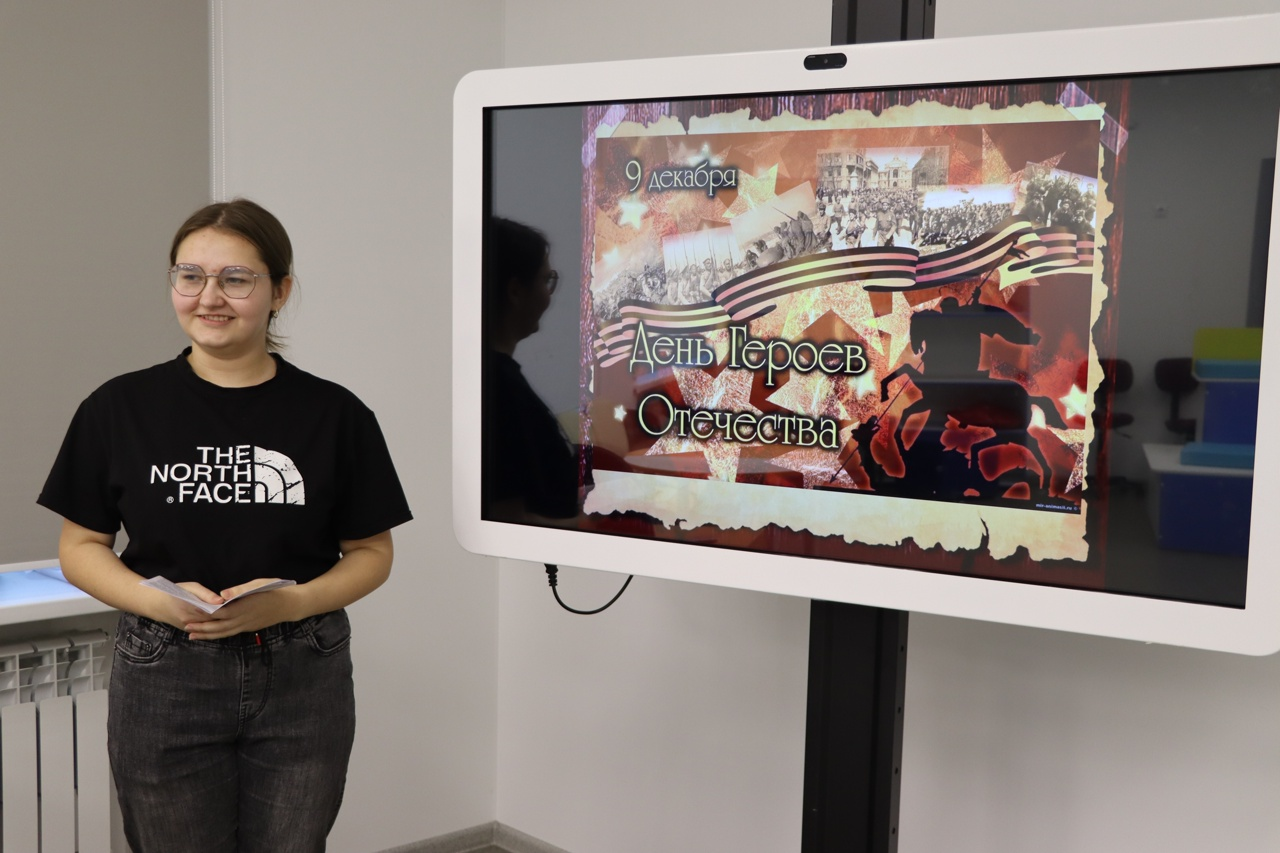 THE
NORTH
® FACE
9 декабря
День Героев
Отечества